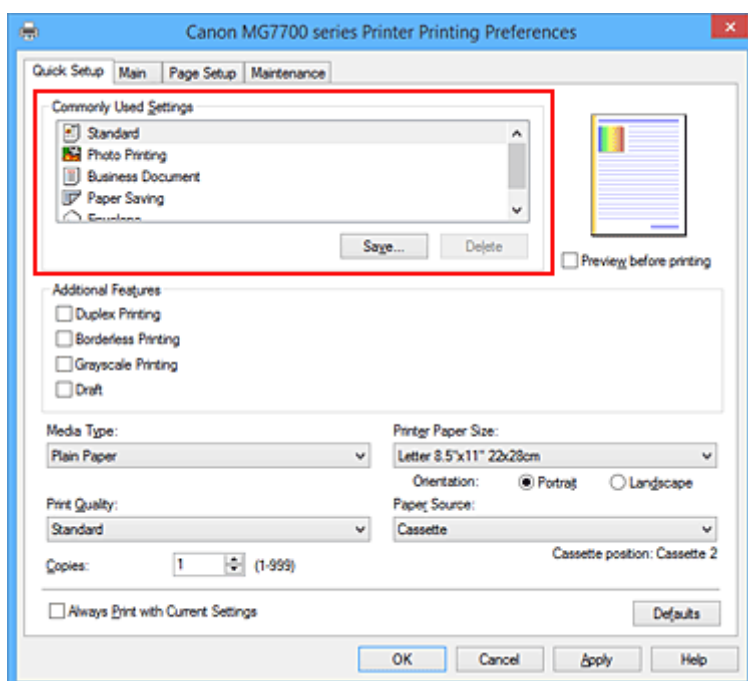 Canon MG7700 series Printer Printing Preferences
Quick Setup Main Page Setup Maintenance
Commonly Used Settings
Standard
Photo Printing
Business Document
Paper Saving
Envelope
Save... Delete
Preview before printing
Additional Features
Duplex Printing
Borderless Printing
Grayscale Printing
Draft
Media Type:
Plain Paper
Printer Paper Size:
Letter 8.5"x11" 22x28cm
Orientation: Portrait Landscape
Print Quality:
Standard
Paper Source:
Cassette
Cassette position: Cassette 2
Copies: 1 (1-999)
Always Print with Current Settings
Defaults
OK Cancel Apply Help